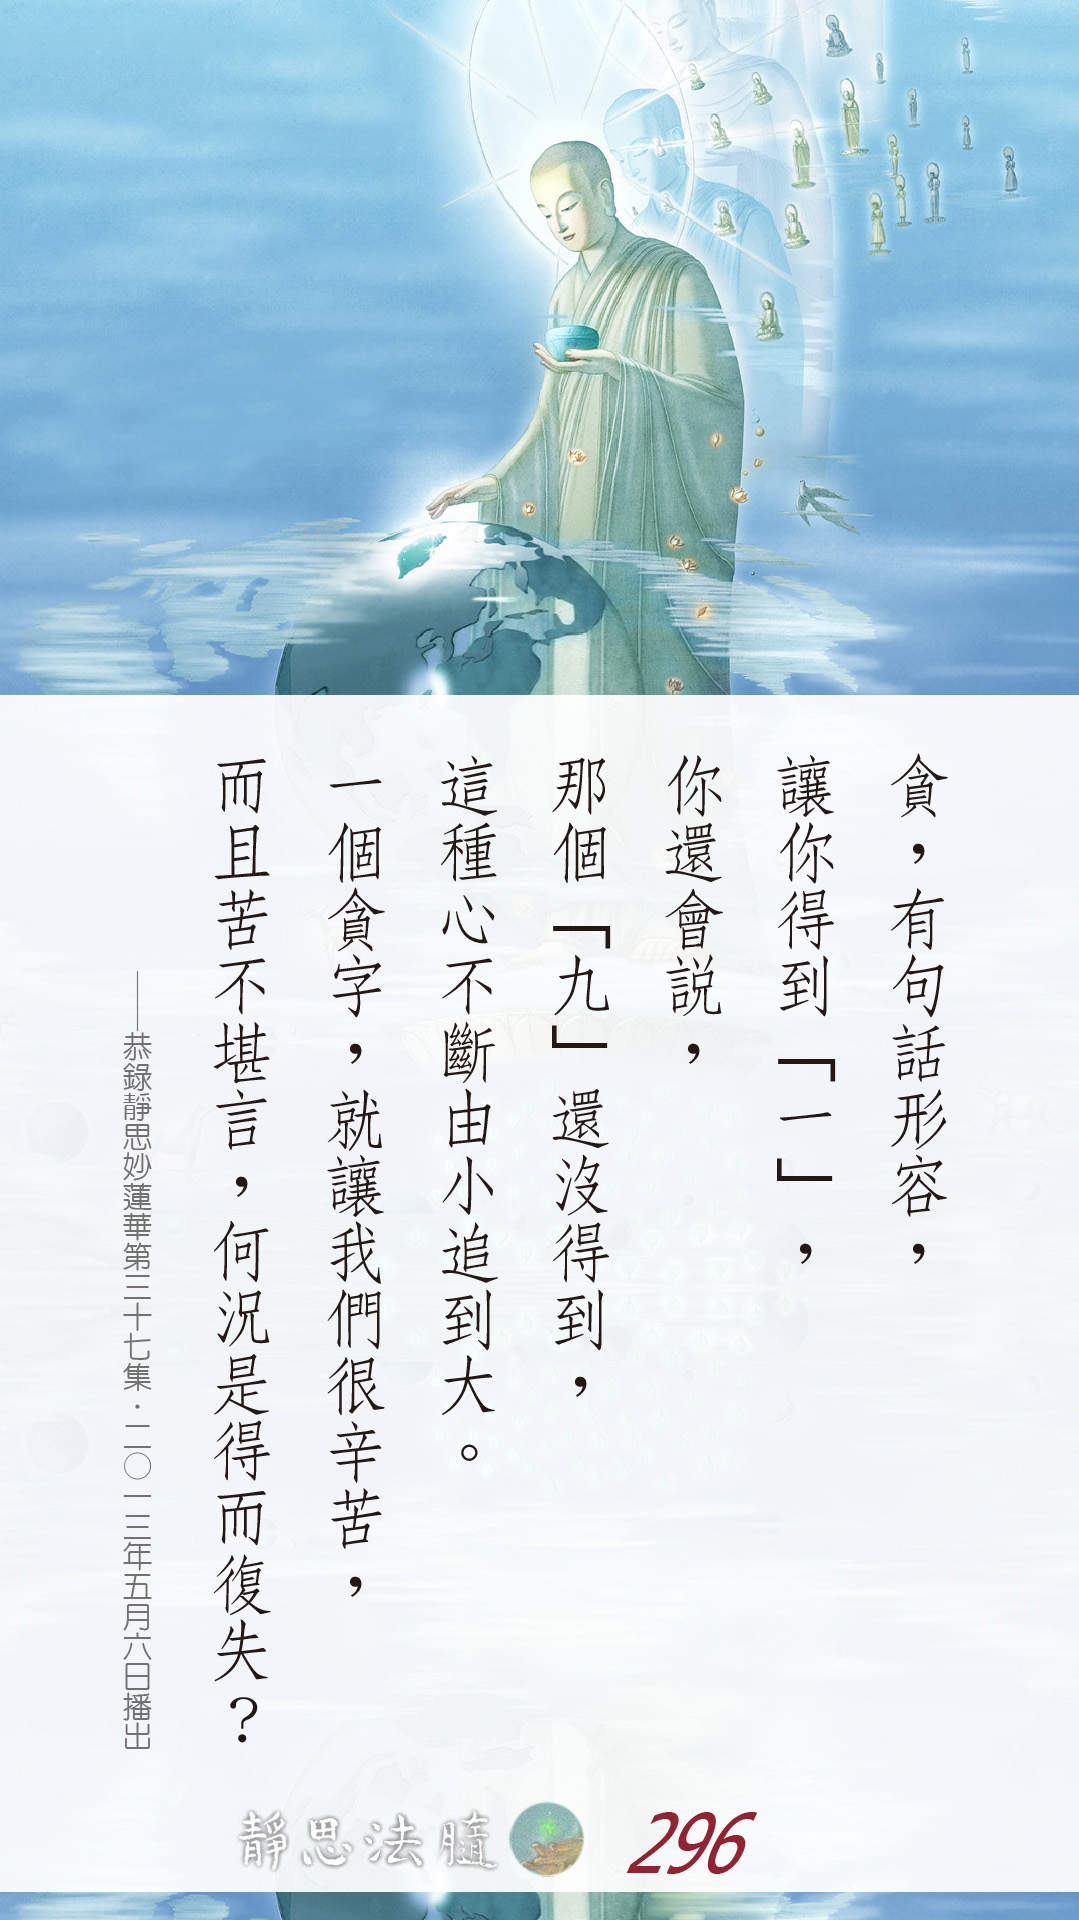 貪，有句話形容，
讓你得到「一」，
你還會説，
那個「九」還沒得到，
這種心不斷由小追到大。
一個貪字，就讓我們很辛苦，
而且苦不堪言，何況是得而復失？
——恭錄靜思妙蓮華第三十七集．二〇一三年五月六日播出
靜思法髓
296